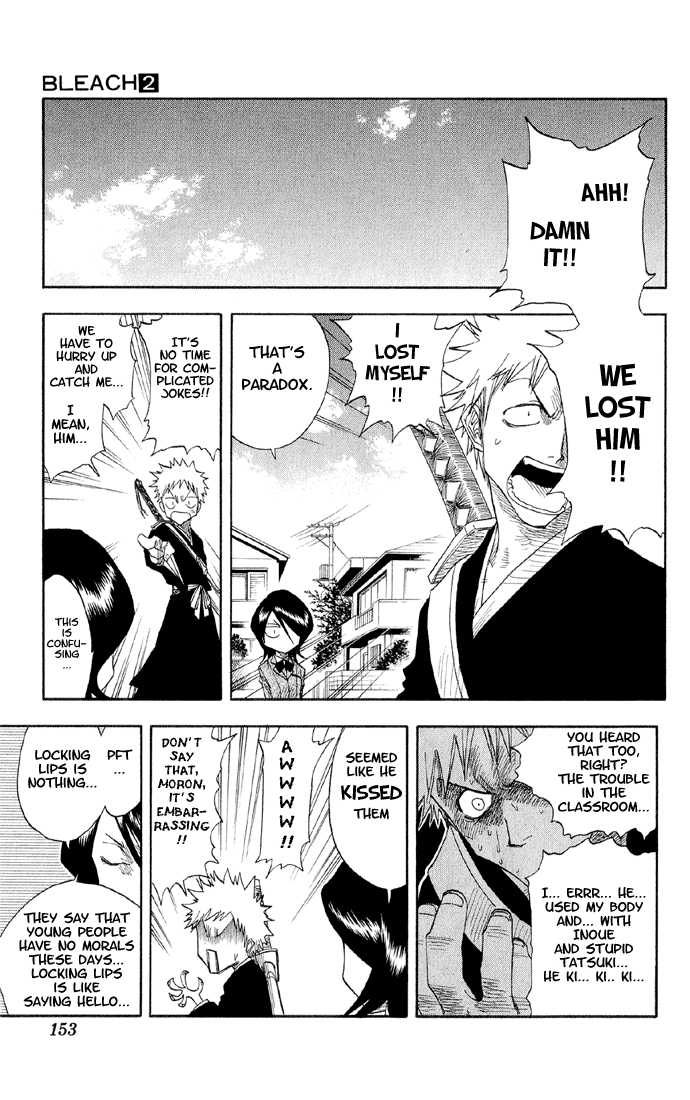 BLEACH 2
AHH!
DAMN
IT!!
WE
LOST
HIM
!!
I
LOST
MYSELF
!!
THAT'S
A
PARADOX.
IT'S
NO TIME
FOR COM-
PLICATED
JOKES!!
WE
HAVE TO
HURRY UP
AND
CATCH ME...
I
MEAN,
HIM...
THIS
IS
CONFU-
SING
...
YOU HEARD
THAT TOO,
RIGHT?
THE TROUBLE
IN THE
CLASSROOM...
I... ERRR... HE...
USED MY BODY
AND... WITH
INOUE
AND STUPID
TATSUKI...
HE KI... KI.. KI...
SEEMED
LIKE HE
KISSED
THEM
A
W
W
W
W
!!
DON'T
SAY
THAT,
MORON,
IT'S
EMBAR-
RASSING
!!
PFT
...
LOCKING
LIPS IS
NOTHING...
THEY SAY THAT
YOUNG PEOPLE
HAVE NO MORALS
THESE DAYS...
LOCKING LIPS
IS LIKE
SAYING HELLO...
153